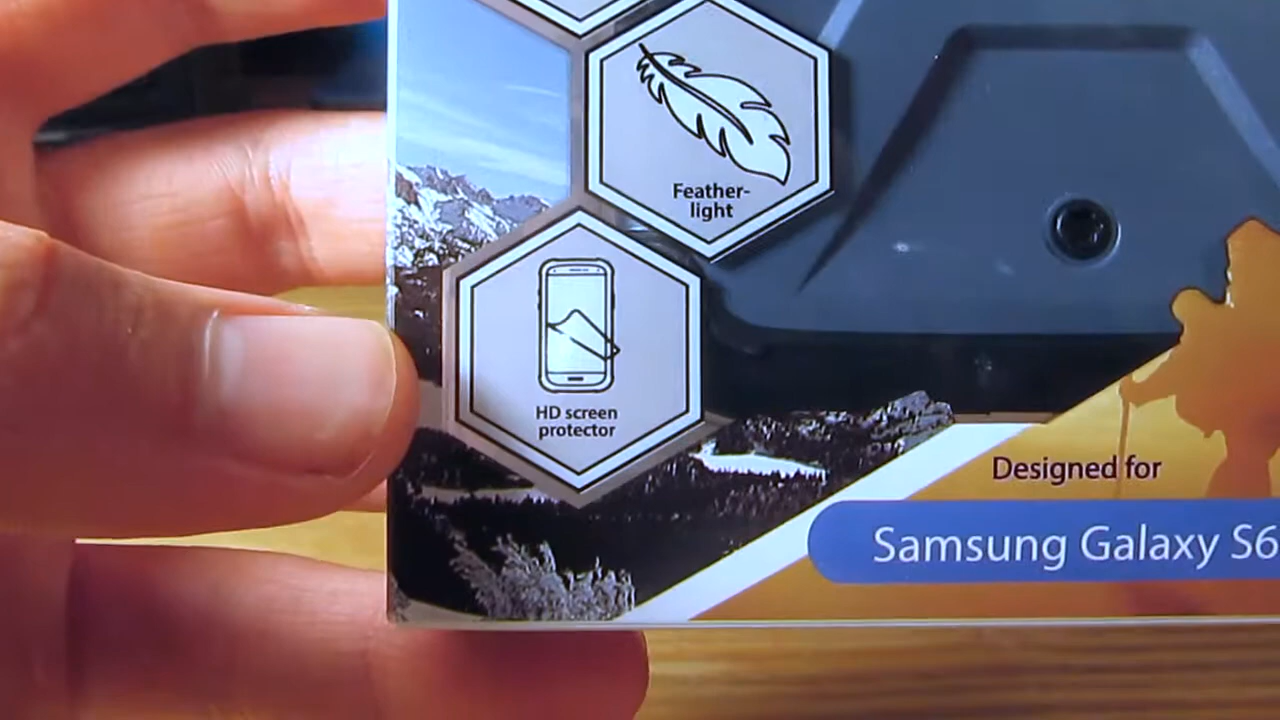 Feather-
light
HD screen
protector
Designed for
Samsung Galaxy S6